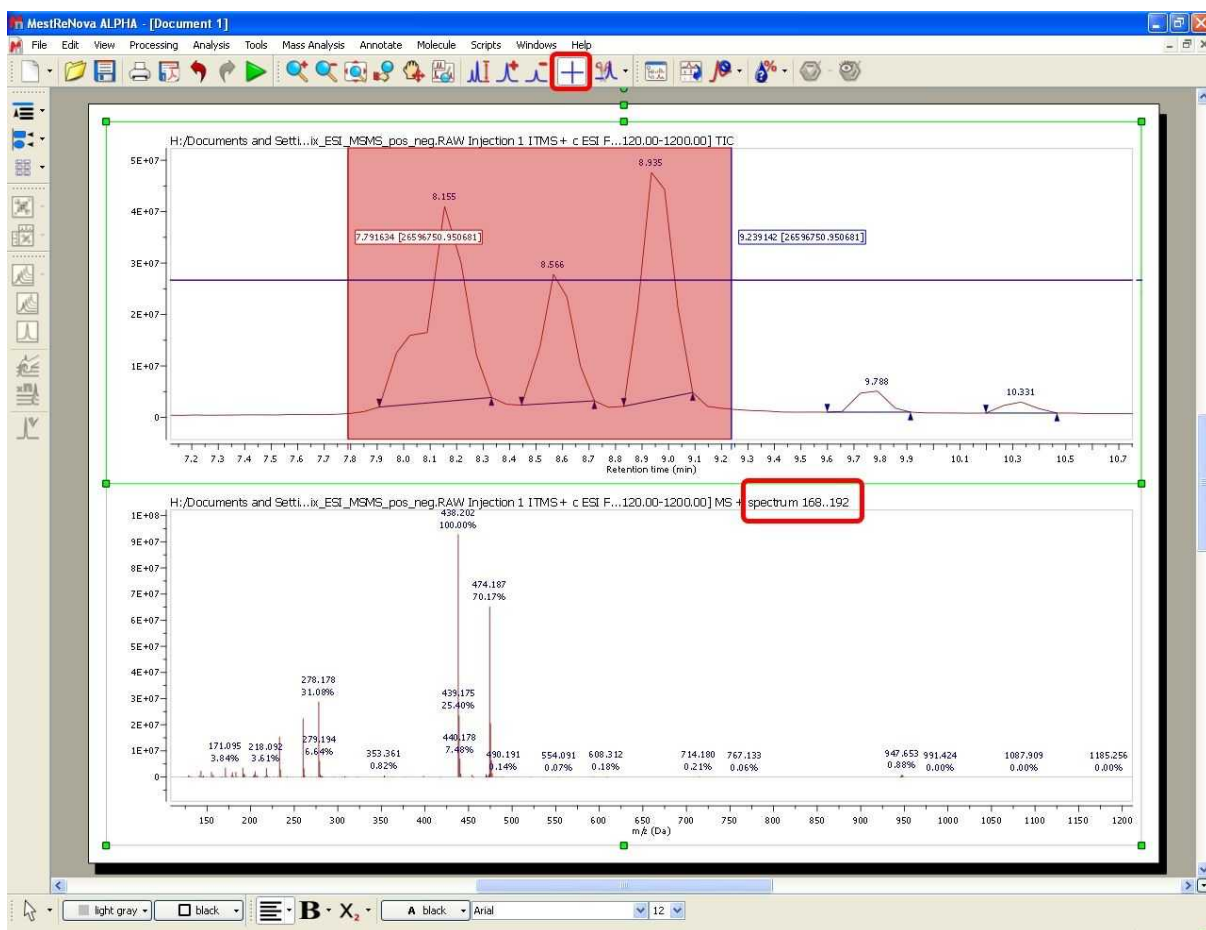 MestReNova ALPHA - [Document 1]
File Edit View Processing Analysis Tools Mass Analysis Annotate Molecule Scripts Windows Help
H:/Documents and Setti...ix_ESI_MSMS_pos_neg.RAW Injection 1 ITMS + c ESI F...120.00-1200.00] TIC
5E+07
8.935
8.155
4E+07
7.791634 [26596750.950681]
9.239142 [26596750.950681]
3E+07
8.566
2E+07
1E+07
9.788
10.331
0
7.2 7.3 7.4 7.5 7.6 7.7 7.8 7.9 8.0 8.1 8.2 8.3 8.4 8.5 8.6 8.7 8.8 8.9 9.0 9.1 9.2 9.3 9.4 9.5 9.6 9.7 9.8 9.9 10.1 10.3 10.5 10.7
Retention time (min)
H:/Documents and Setti...ix_ESI_MSMS_pos_neg.RAW Injection 1 ITMS + c ESI F...120.00-1200.00] MS + spectrum 168..192
1E+08
438.202
100.00%
9E+07
8E+07
7E+07
474.187
70.17%
6E+07
5E+07
4E+07
278.178
31.08%
3E+07
439.175
25.40%
2E+07
1E+07
171.095
3.84%
218.092
3.61%
279.194
6.64%
353.361
0.82%
440.178
7.48%
490.191
0.14%
554.091
0.07%
608.312
0.18%
714.180
0.21%
767.133
0.06%
947.653
0.88%
991.424
0.00%
1087.909
0.00%
1185.256
0.00%
0
150 200 250 300 350 400 450 500 550 600 650 700 750 800 850 900 950 1000 1050 1100 1150 1200
m/z (Da)
light gray black B X₂ A black Arial 12